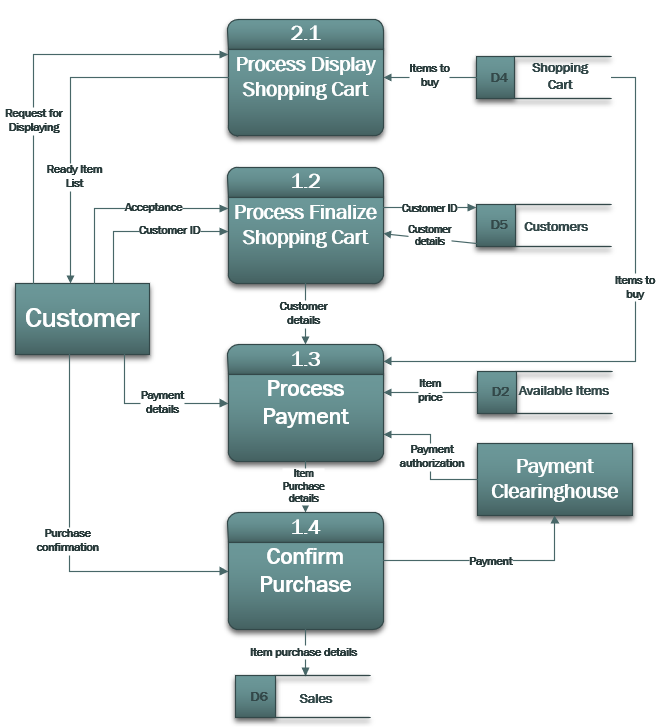 2.1
Process Display
Shopping Cart
Items to
buy
D4
Shopping
Cart
Request for
Displaying
Ready Item
List
1.2
Process Finalize
Shopping Cart
Acceptance
Customer ID
Customer ID
Customer
details
D5
Customers
Items to
buy
Customer
Customer
details
1.3
Process
Payment
Payment
details
Item
price
D2
Available Items
Payment
authorization
Payment
Clearinghouse
Item
Purchase
details
1.4
Confirm
Purchase
Purchase
confirmation
Payment
Item purchase details
D6
Sales